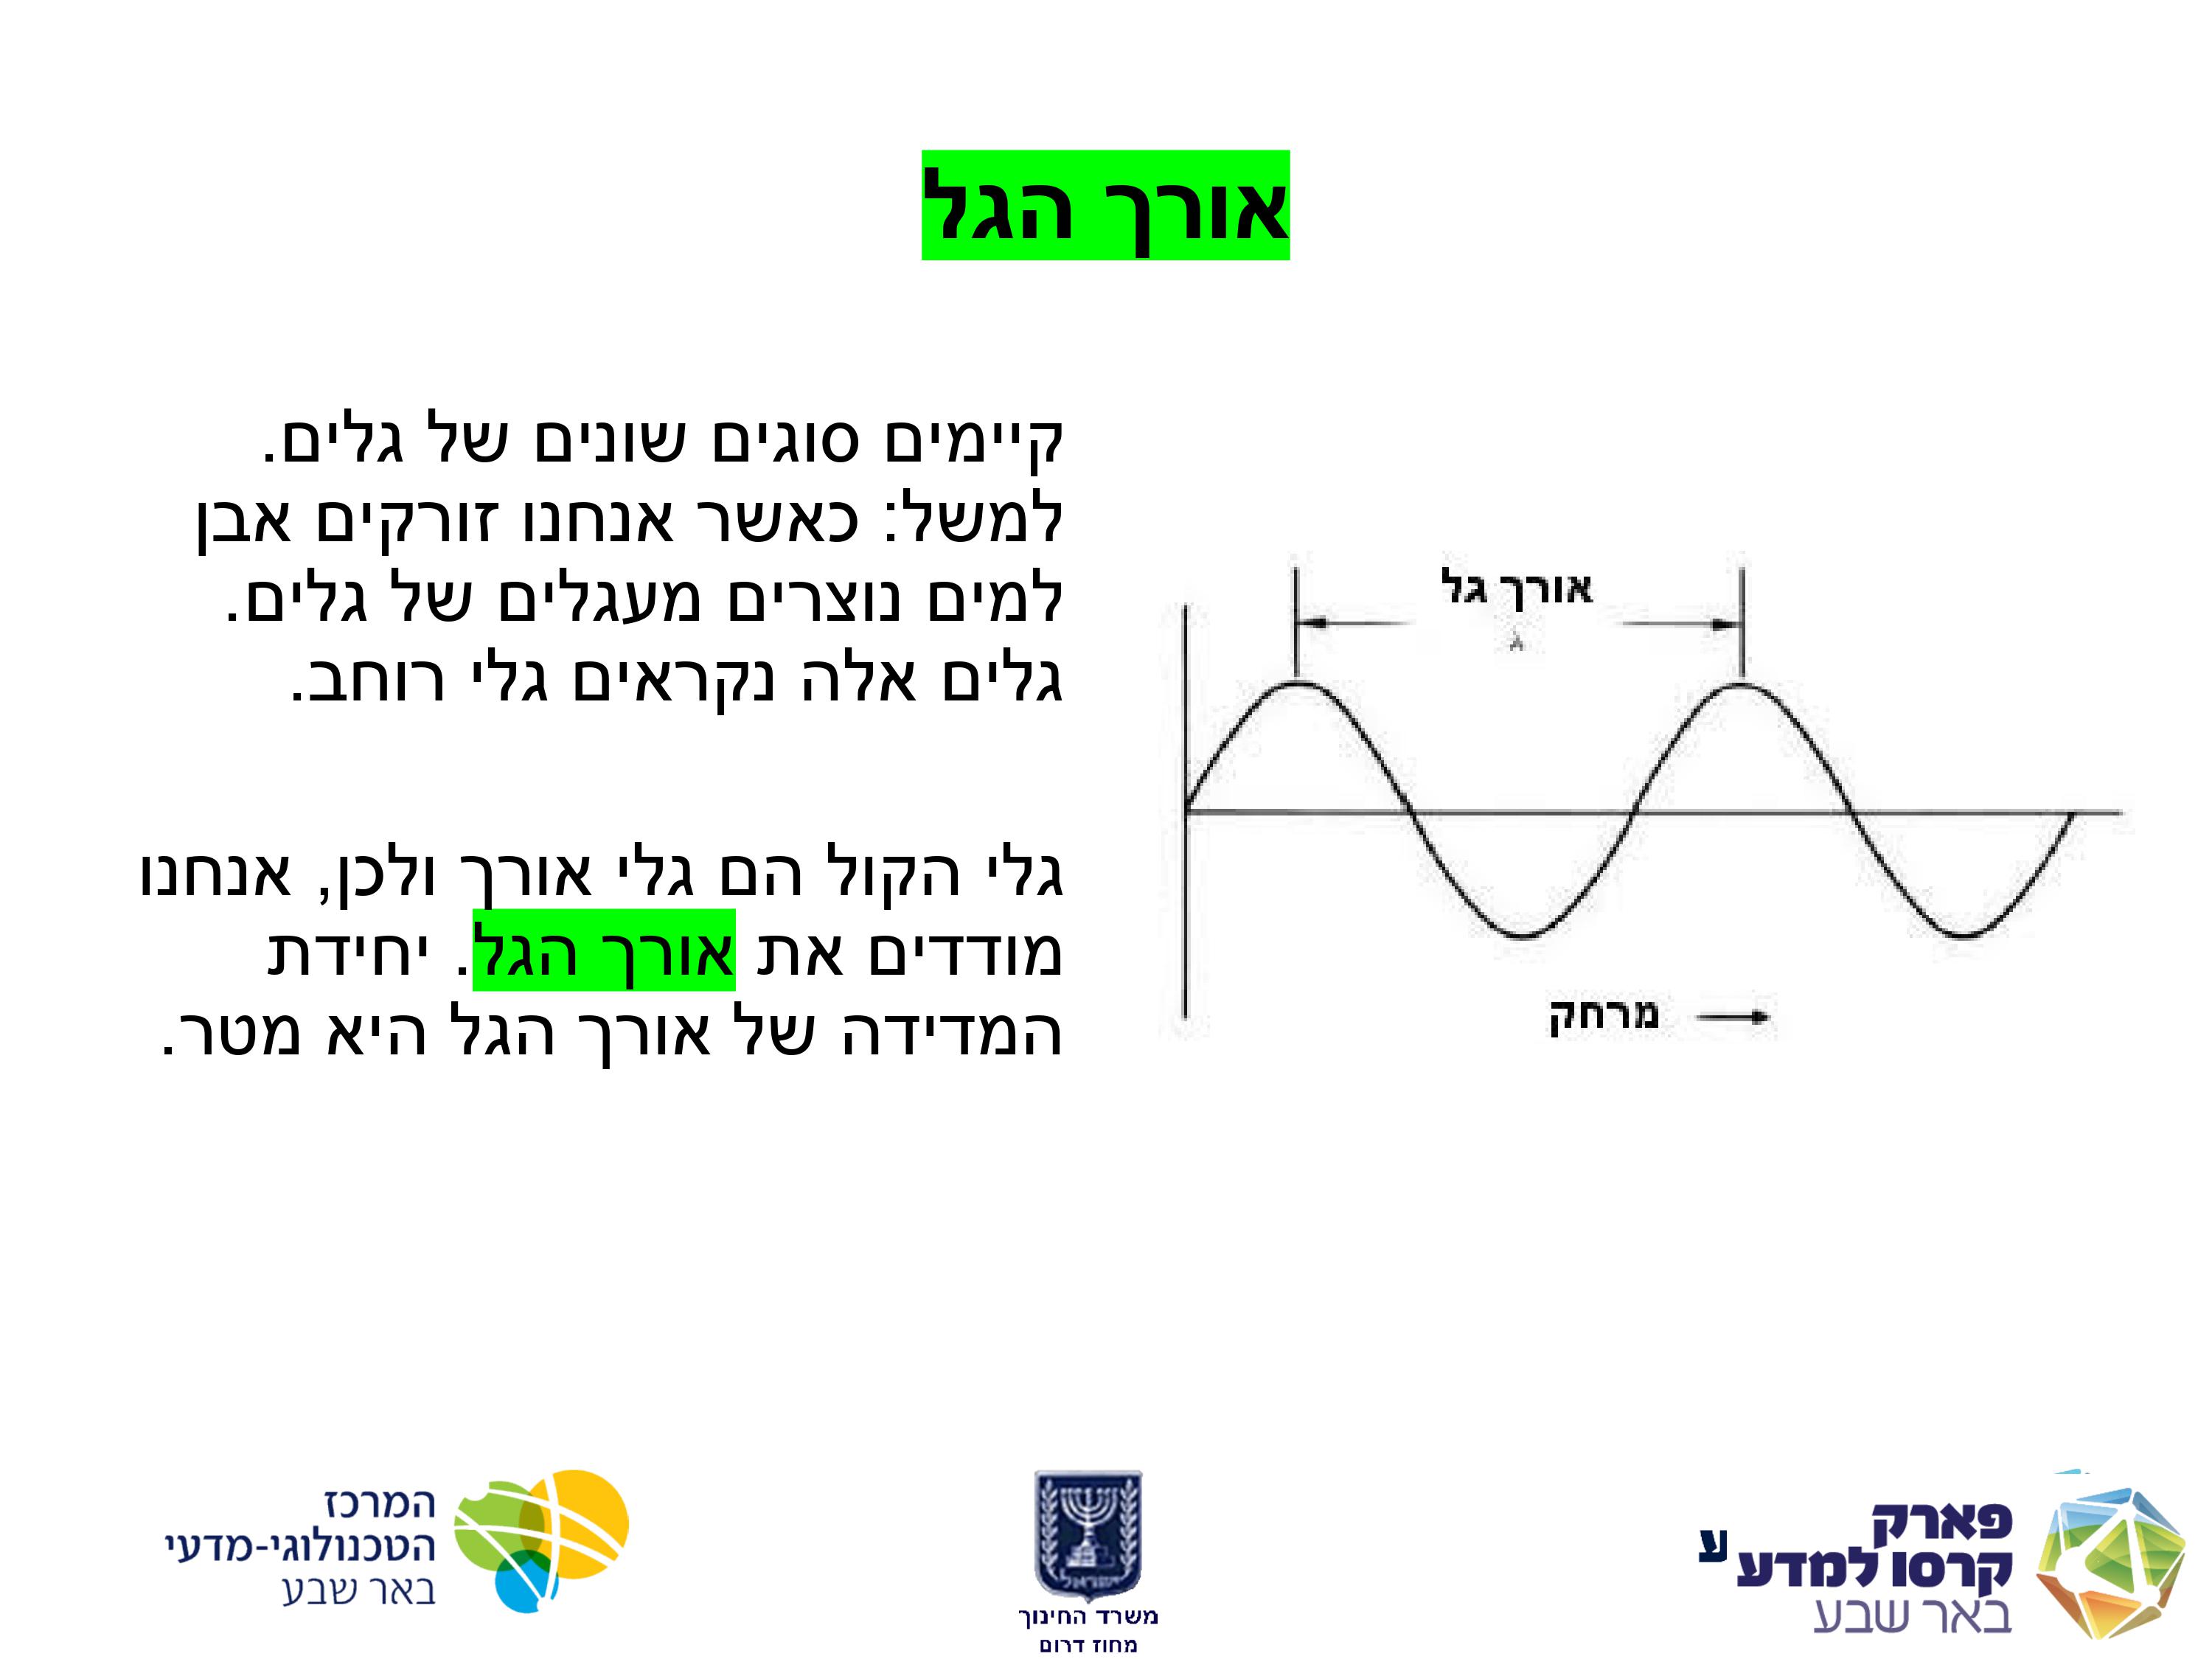 אורך הגל
קיימים סוגים שונים של גלים.
למשל: כאשר אנחנו זורקים אבן
למים נוצרים מעגלים של גלים.
גלים אלה נקראים גלי רוחב.
גלי הקול הם גלי אורך ולכן, אנחנו
מודדים את אורך הגל. יחידת
המדידה של אורך הגל היא מטר.
אורך גל
λ
מרחק
פארק
קרסו למדע
באר שבע
ע
ישראל
משרד החינוך
מחוז דרום
המרכז
הטכנולוגי-מדעי
באר שבע